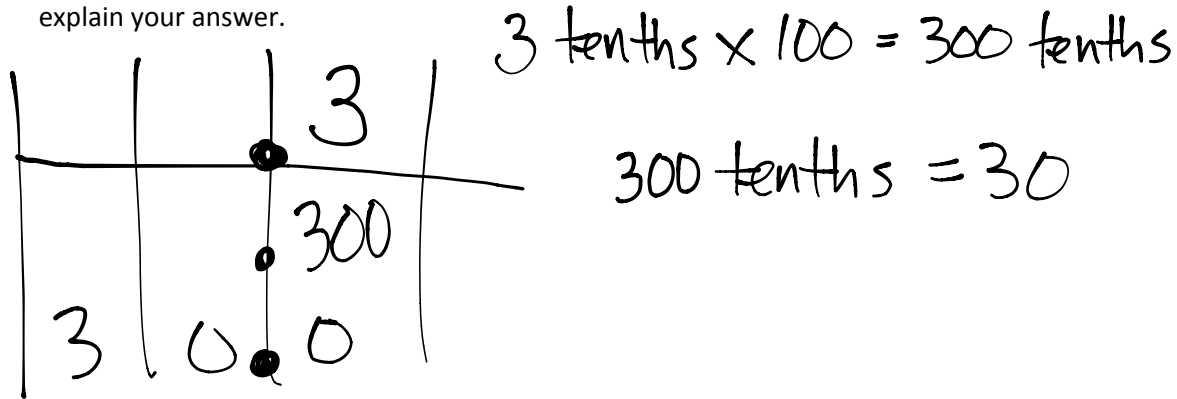 explain your answer.
3 tenths × 100 = 300 tenths
3
300 tenths = 30
.300
3 0.0